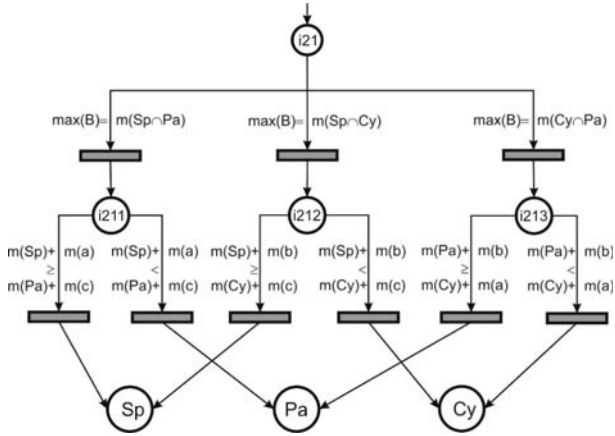 i21
max(B)= m(Sp∩Pa) max(B)= m(Sp∩Cy) max(B)= m(Cy∩Pa)
i211 i212 i213
m(Sp)+ m(a) m(Sp)+ m(a) m(Sp)+ m(b) m(Sp)+ m(b) m(Pa)+ m(b) m(Pa)+ m(b)
≥ < ≥ < ≥ <
m(Pa)+ m(c) m(Pa)+ m(c) m(Cy)+ m(c) m(Cy)+ m(c) m(Cy)+ m(a) m(Cy)+ m(a)
Sp Pa Cy